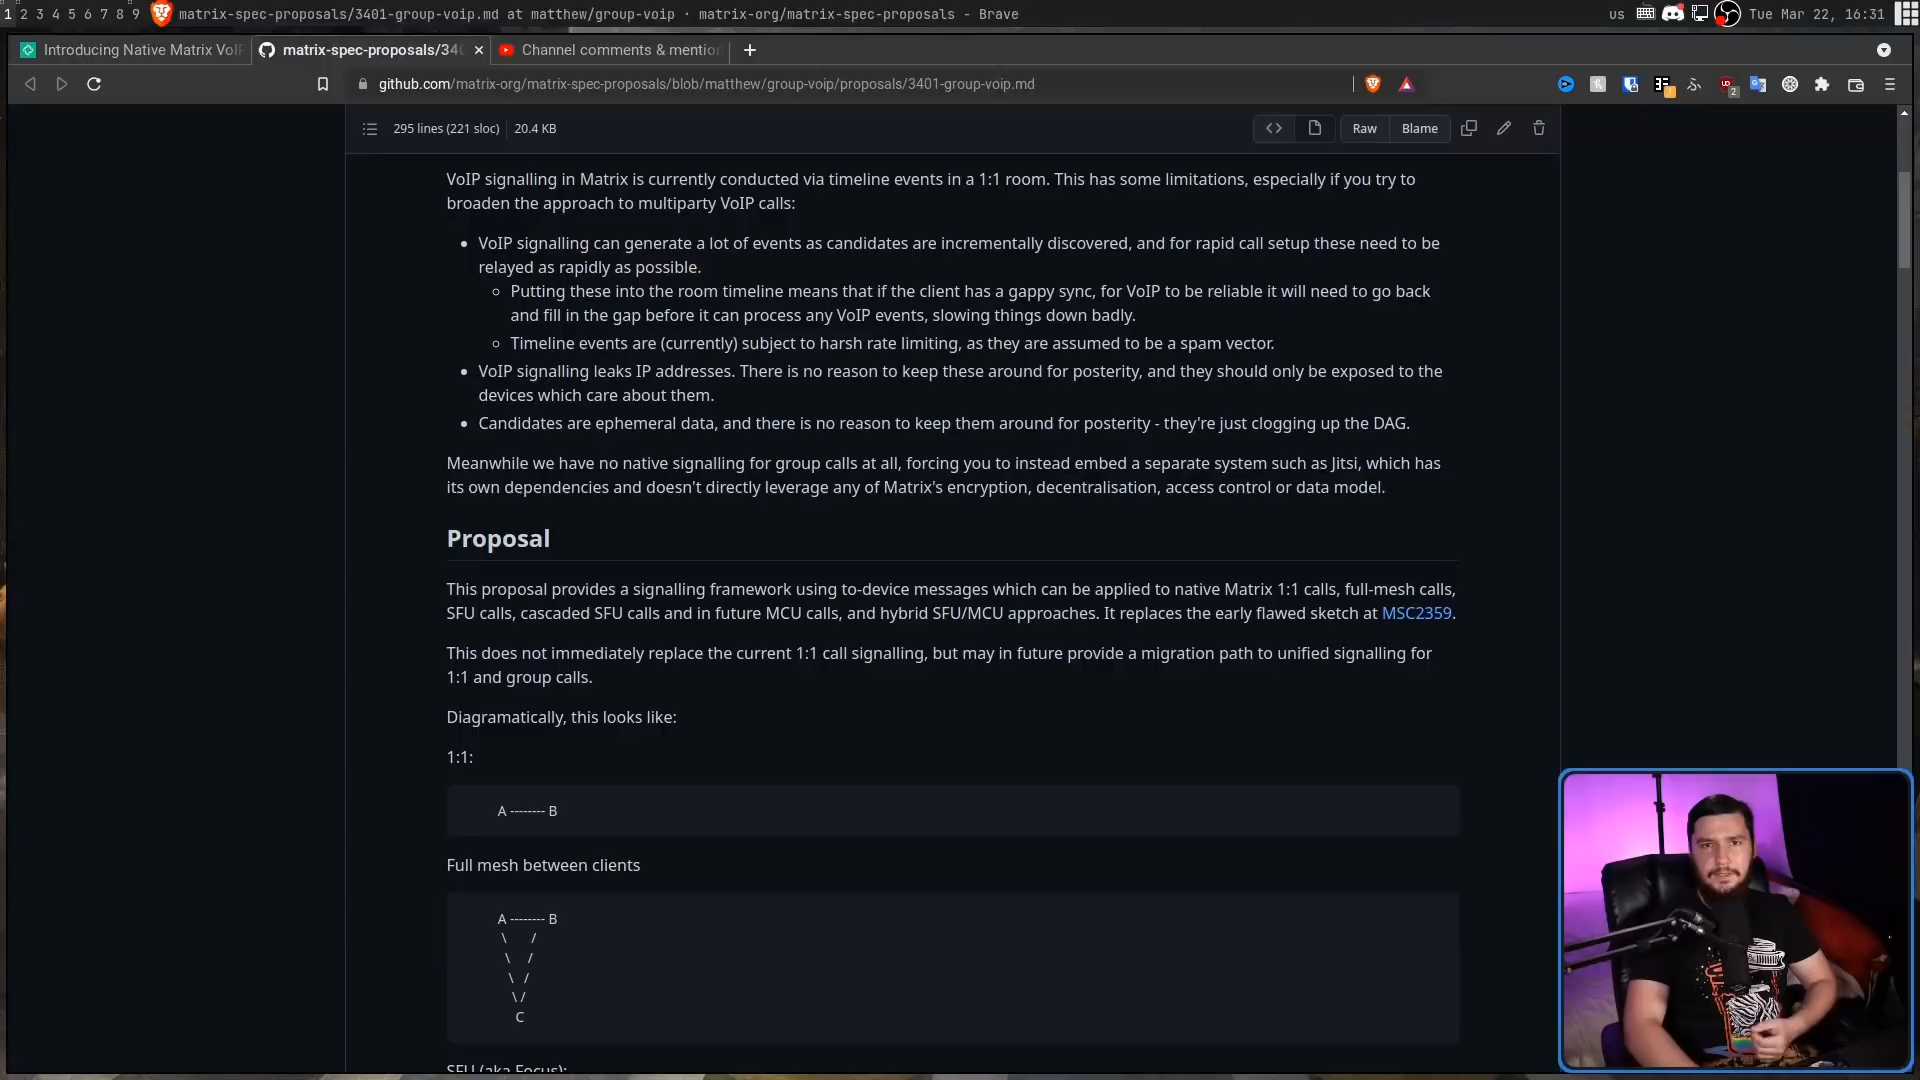 1 2 3 4 5 6 7 8 9 matrix-spec-proposals/3401-group-voip.md at matthew/group-voip · matrix-org/matrix-spec-proposals - Brave us Tue Mar 22, 16:31
Introducing Native Matrix VoIP matrix-spec-proposals/340 Channel comments & mention
github.com/matrix-org/matrix-spec-proposals/blob/matthew/group-voip/proposals/3401-group-voip.md
295 lines (221 sloc) 20.4 KB Raw Blame
VoIP signalling in Matrix is currently conducted via timeline events in a 1:1 room. This has some limitations, especially if you try to
broaden the approach to multiparty VoIP calls:
• VoIP signalling can generate a lot of events as candidates are incrementally discovered, and for rapid call setup these need to be
relayed as rapidly as possible.
◦ Putting these into the room timeline means that if the client has a gappy sync, for VoIP to be reliable it will need to go back
and fill in the gap before it can process any VoIP events, slowing things down badly.
◦ Timeline events are (currently) subject to harsh rate limiting, as they are assumed to be a spam vector.
• VoIP signalling leaks IP addresses. There is no reason to keep these around for posterity, and they should only be exposed to the
devices which care about them.
• Candidates are ephemeral data, and there is no reason to keep them around for posterity - they're just clogging up the DAG.
Meanwhile we have no native signalling for group calls at all, forcing you to instead embed a separate system such as Jitsi, which has
its own dependencies and doesn't directly leverage any of Matrix's encryption, decentralisation, access control or data model.
Proposal
This proposal provides a signalling framework using to-device messages which can be applied to native Matrix 1:1 calls, full-mesh calls,
SFU calls, cascaded SFU calls and in future MCU calls, and hybrid SFU/MCU approaches. It replaces the early flawed sketch at MSC2359.
This does not immediately replace the current 1:1 call signalling, but may in future provide a migration path to unified signalling for
1:1 and group calls.
Diagramatically, this looks like:
1:1:
A -------- B
Full mesh between clients
A -------- B
\ /
\ /
\ /
\ /
C
SFU (aka Focus):